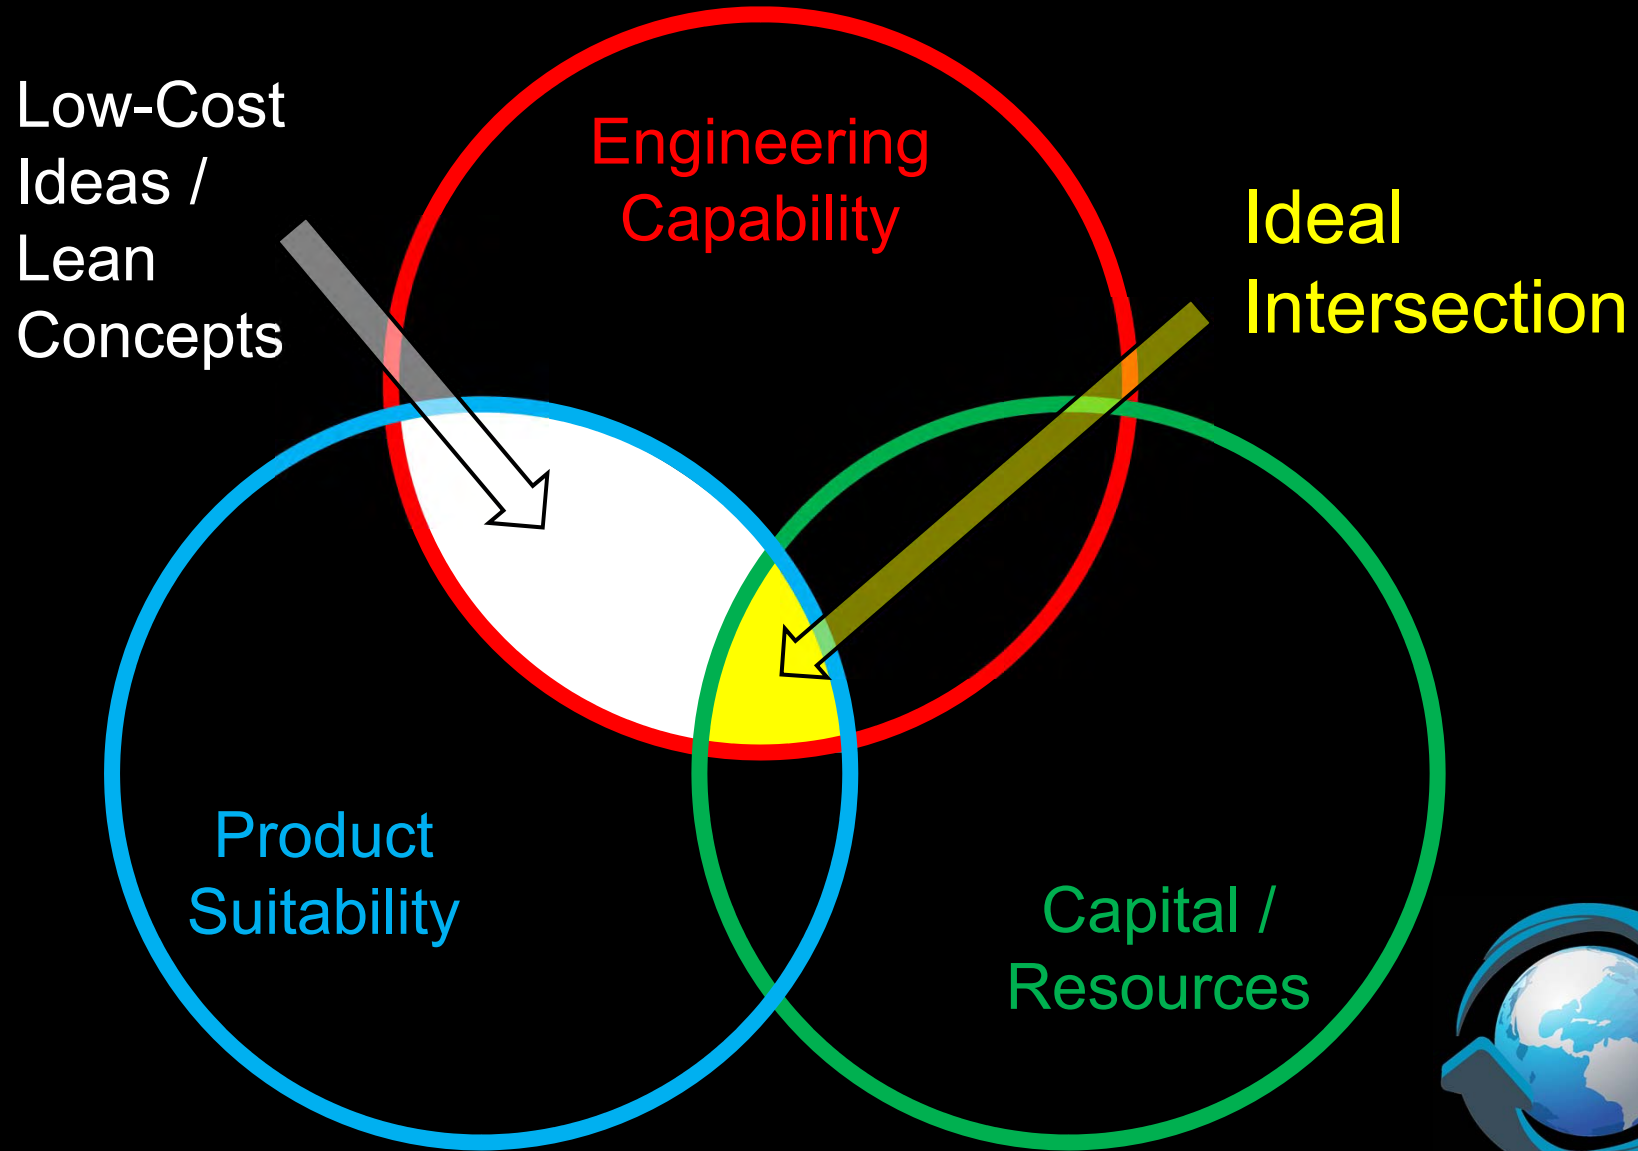 Low-Cost
Ideas /
Lean
Concepts
Engineering
Capability
Ideal
Intersection
Product
Suitability
Capital /
Resources